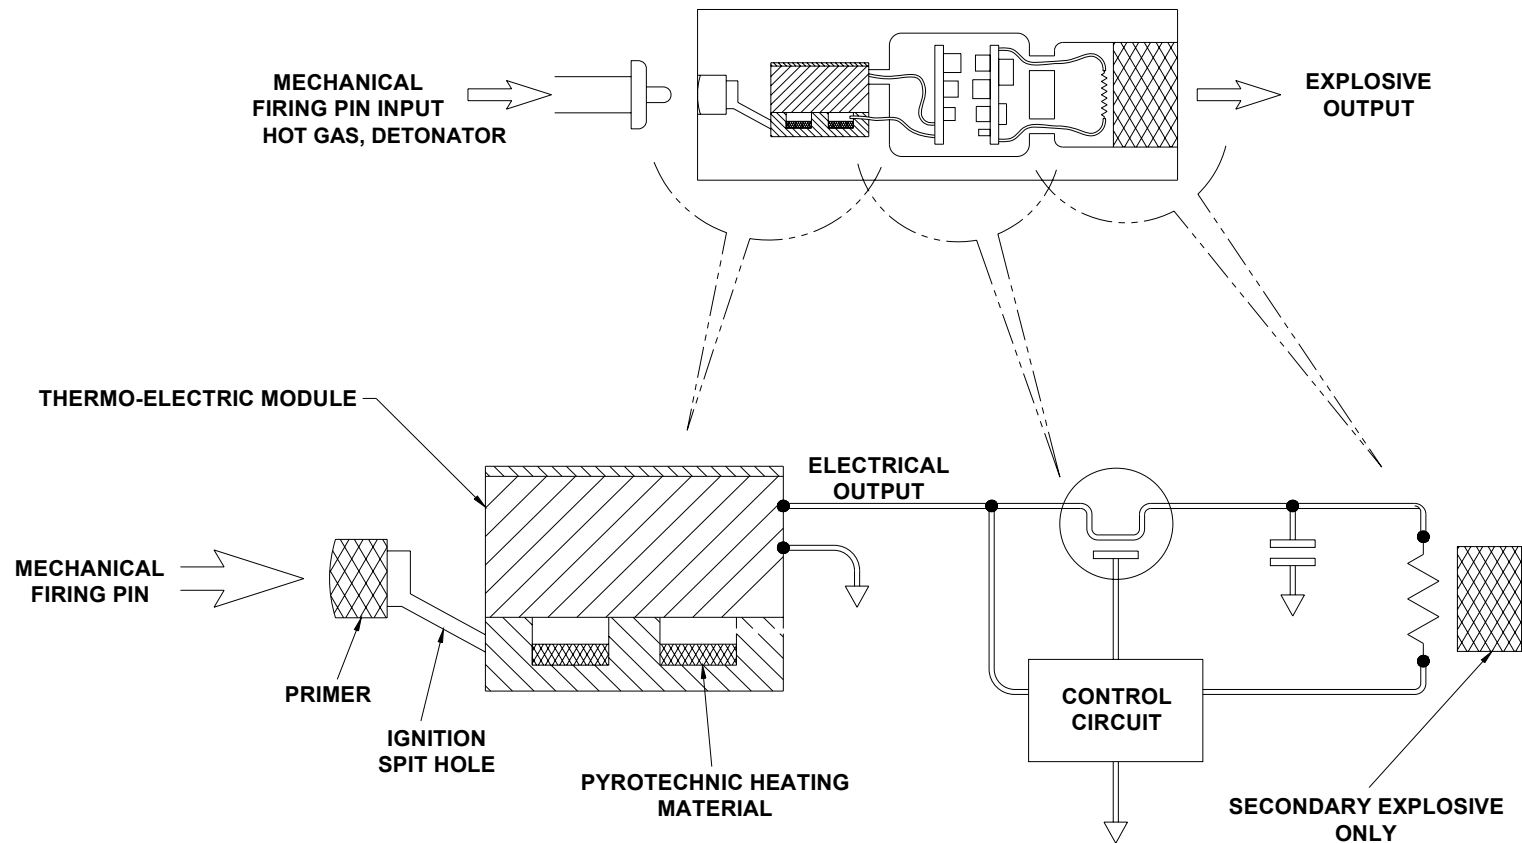 MECHANICAL
FIRING PIN INPUT
HOT GAS, DETONATOR
EXPLOSIVE
OUTPUT
THERMO-ELECTRIC MODULE
ELECTRICAL
OUTPUT
MECHANICAL
FIRING PIN
PRIMER
IGNITION
SPIT HOLE
PYROTECHNIC HEATING
MATERIAL
CONTROL
CIRCUIT
SECONDARY EXPLOSIVE
ONLY